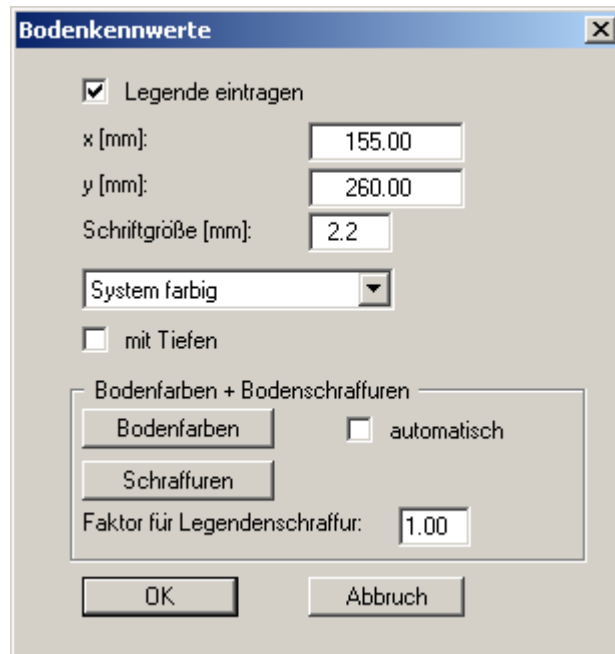 Bodenkennwerte
Legende eintragen
x [mm]: 155.00
y [mm]: 260.00
Schriftgröße [mm]: 2.2
System farbig
mit Tiefen
Bodenfarben + Bodenschraffuren
Bodenfarben automatisch
Schraffuren
Faktor für Legendenschraffur: 1.00
OK Abbruch